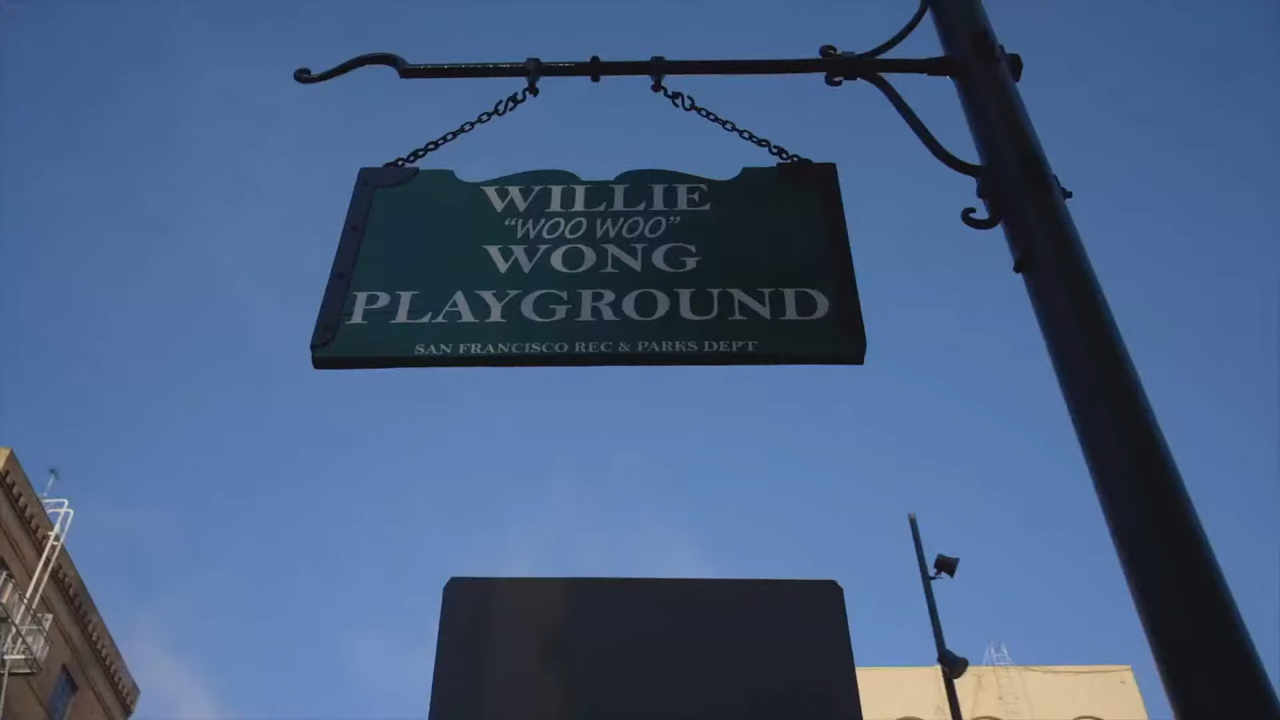 WILLIE
“WOO WOO”
WONG
PLAYGROUND
SAN FRANCISCO REC & PARKS DEPT